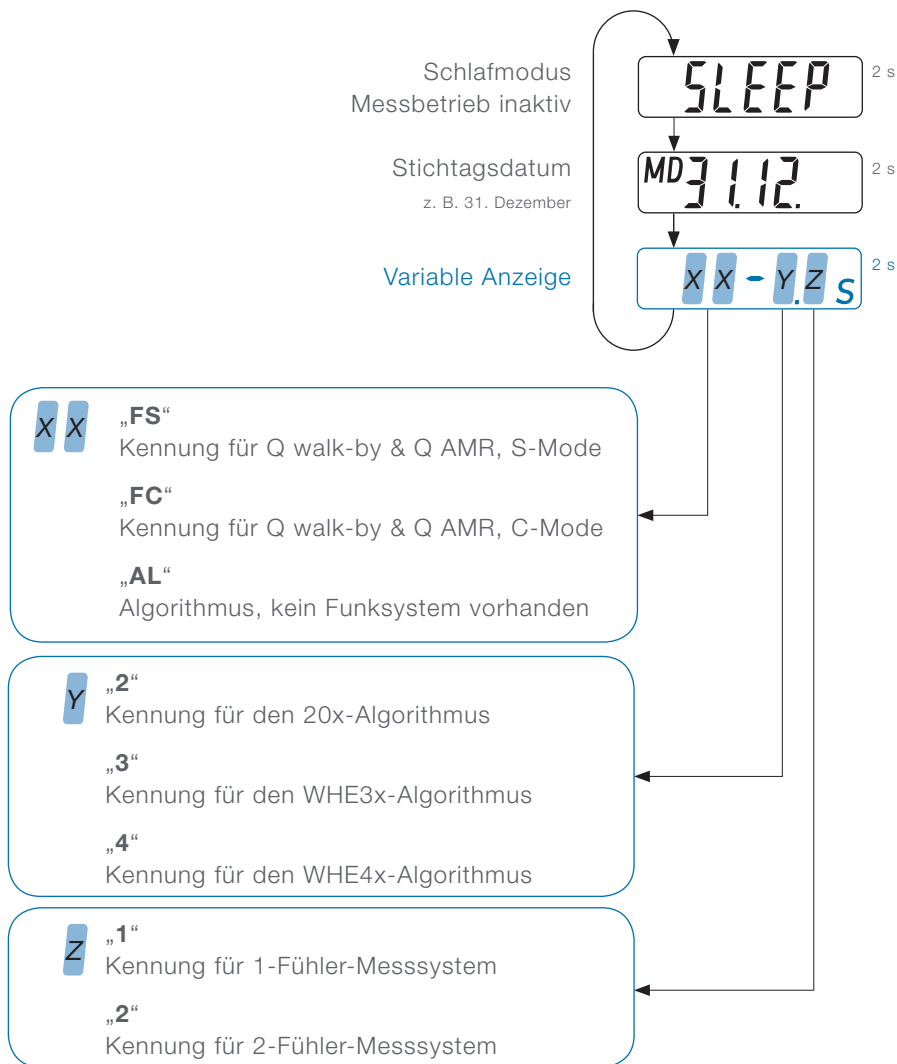 Schlafmodus
Messbetrieb inaktiv
SLEEP
2 s
Stichtagsdatum
z. B. 31. Dezember
MD 31.12.
2 s
Variable Anzeige
X X - Y.Z S
2 s
X X
„FS“
Kennung für Q walk-by & Q AMR, S-Mode
„FC“
Kennung für Q walk-by & Q AMR, C-Mode
„AL“
Algorithmus, kein Funksystem vorhanden
Y
„2“
Kennung für den 20x-Algorithmus
„3“
Kennung für den WHE3x-Algorithmus
„4“
Kennung für den WHE4x-Algorithmus
Z
„1“
Kennung für 1-Fühler-Messsystem
„2“
Kennung für 2-Fühler-Messsystem